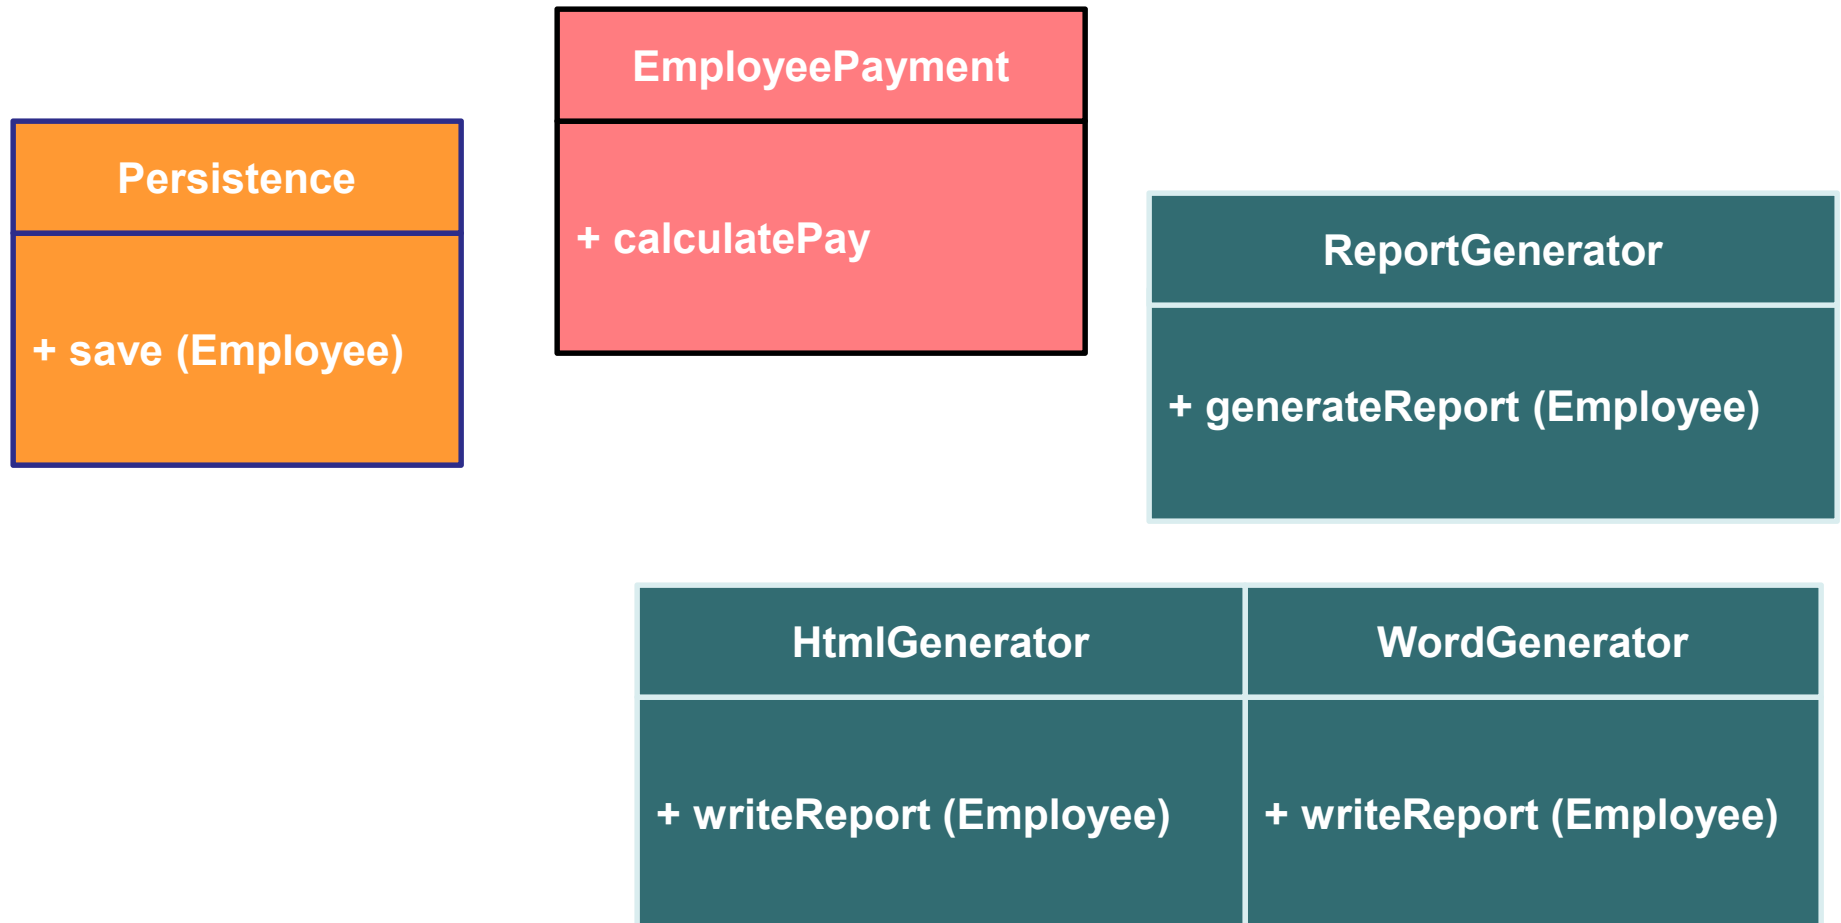 EmployeePayment
+ calculatePay
Persistence
+ save (Employee)
ReportGenerator
+ generateReport (Employee)
HtmlGenerator
WordGenerator
+ writeReport (Employee)
+ writeReport (Employee)